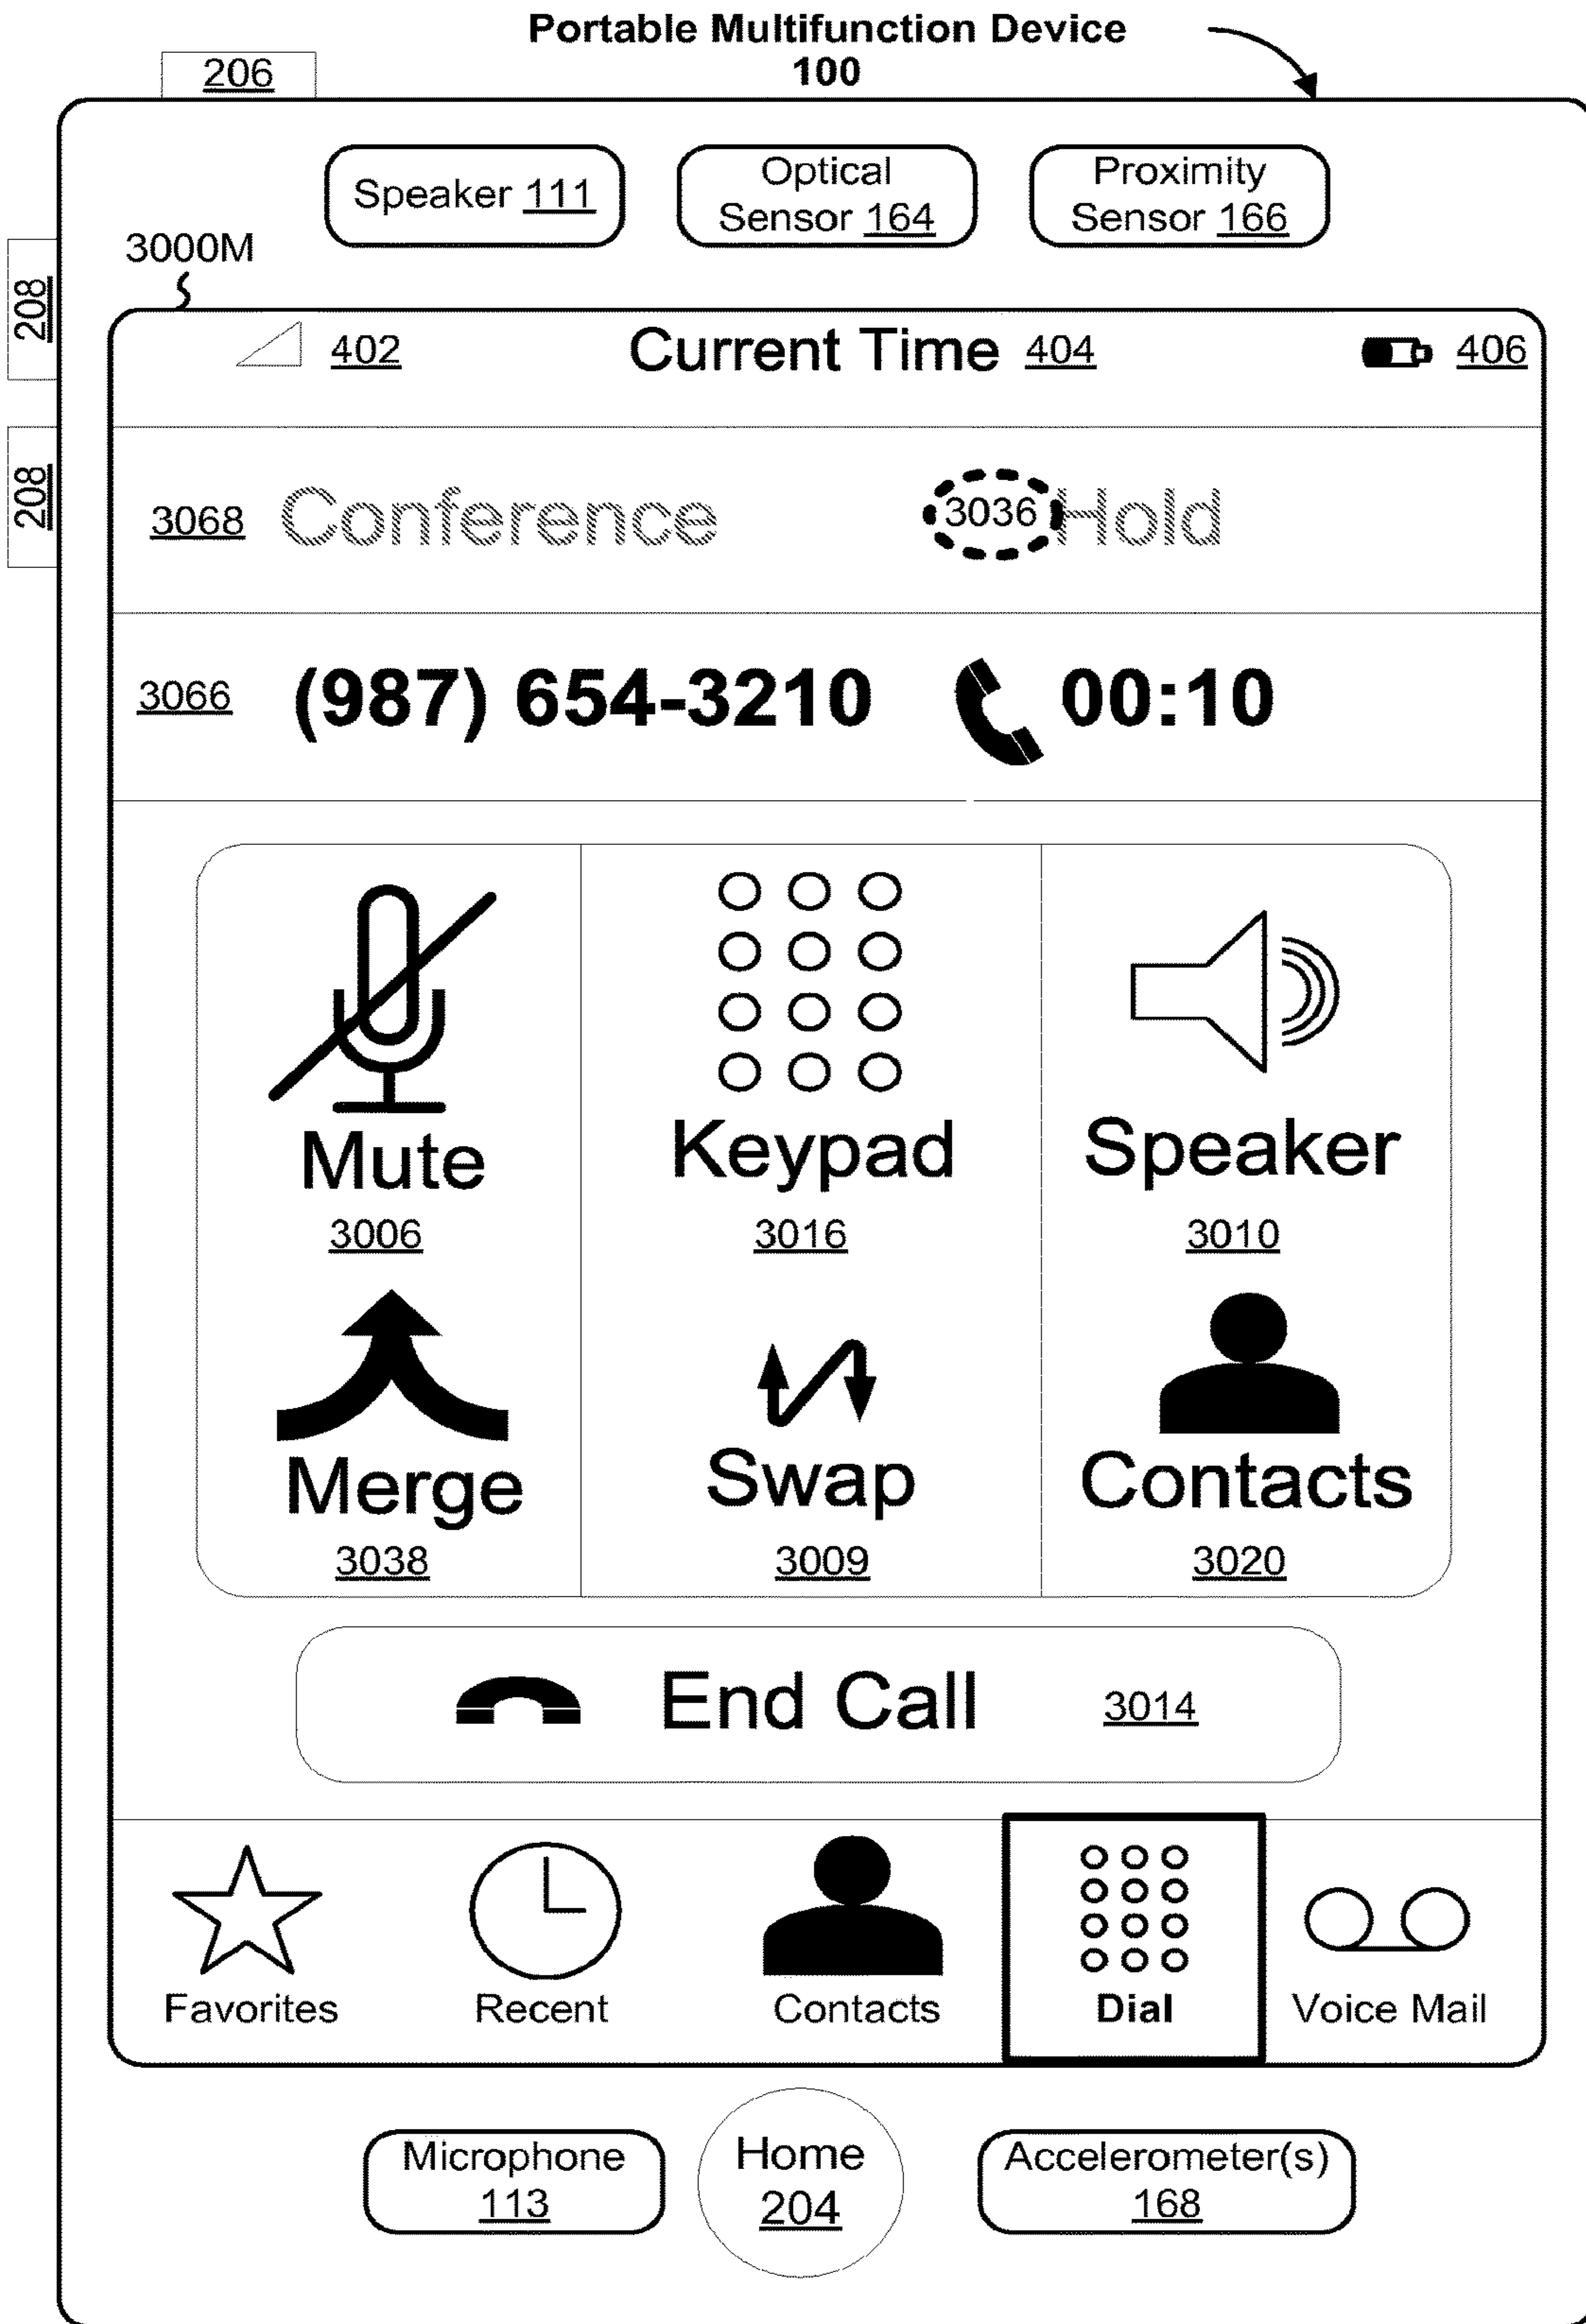 Portable Multifunction Device
100
206
Speaker 111
Optical
Sensor 164
Proximity
Sensor 166
3000M
208
208
402
Current Time 404
406
3068 Conference
3036 Hold
3066 (987) 654-3210 00:10
Mute
3006
Keypad
3016
Speaker
3010
Merge
3038
Swap
3009
Contacts
3020
End Call 3014
Favorites
Recent
Contacts
Dial
Voice Mail
Microphone
113
Home
204
Accelerometer(s)
168